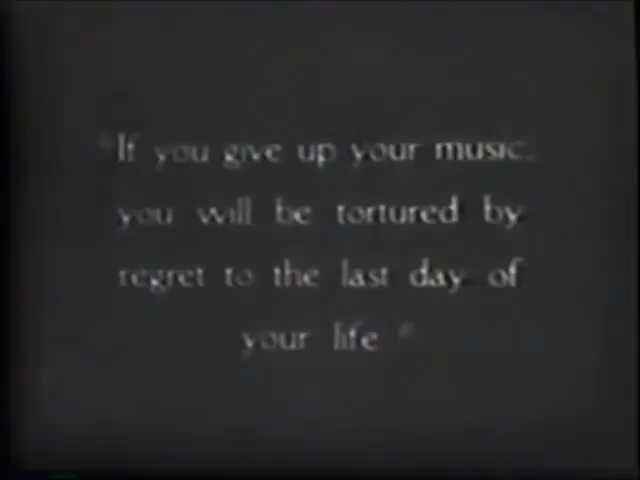 "If you give up your music,
you will be tortured by
regret to the last day of
your life "